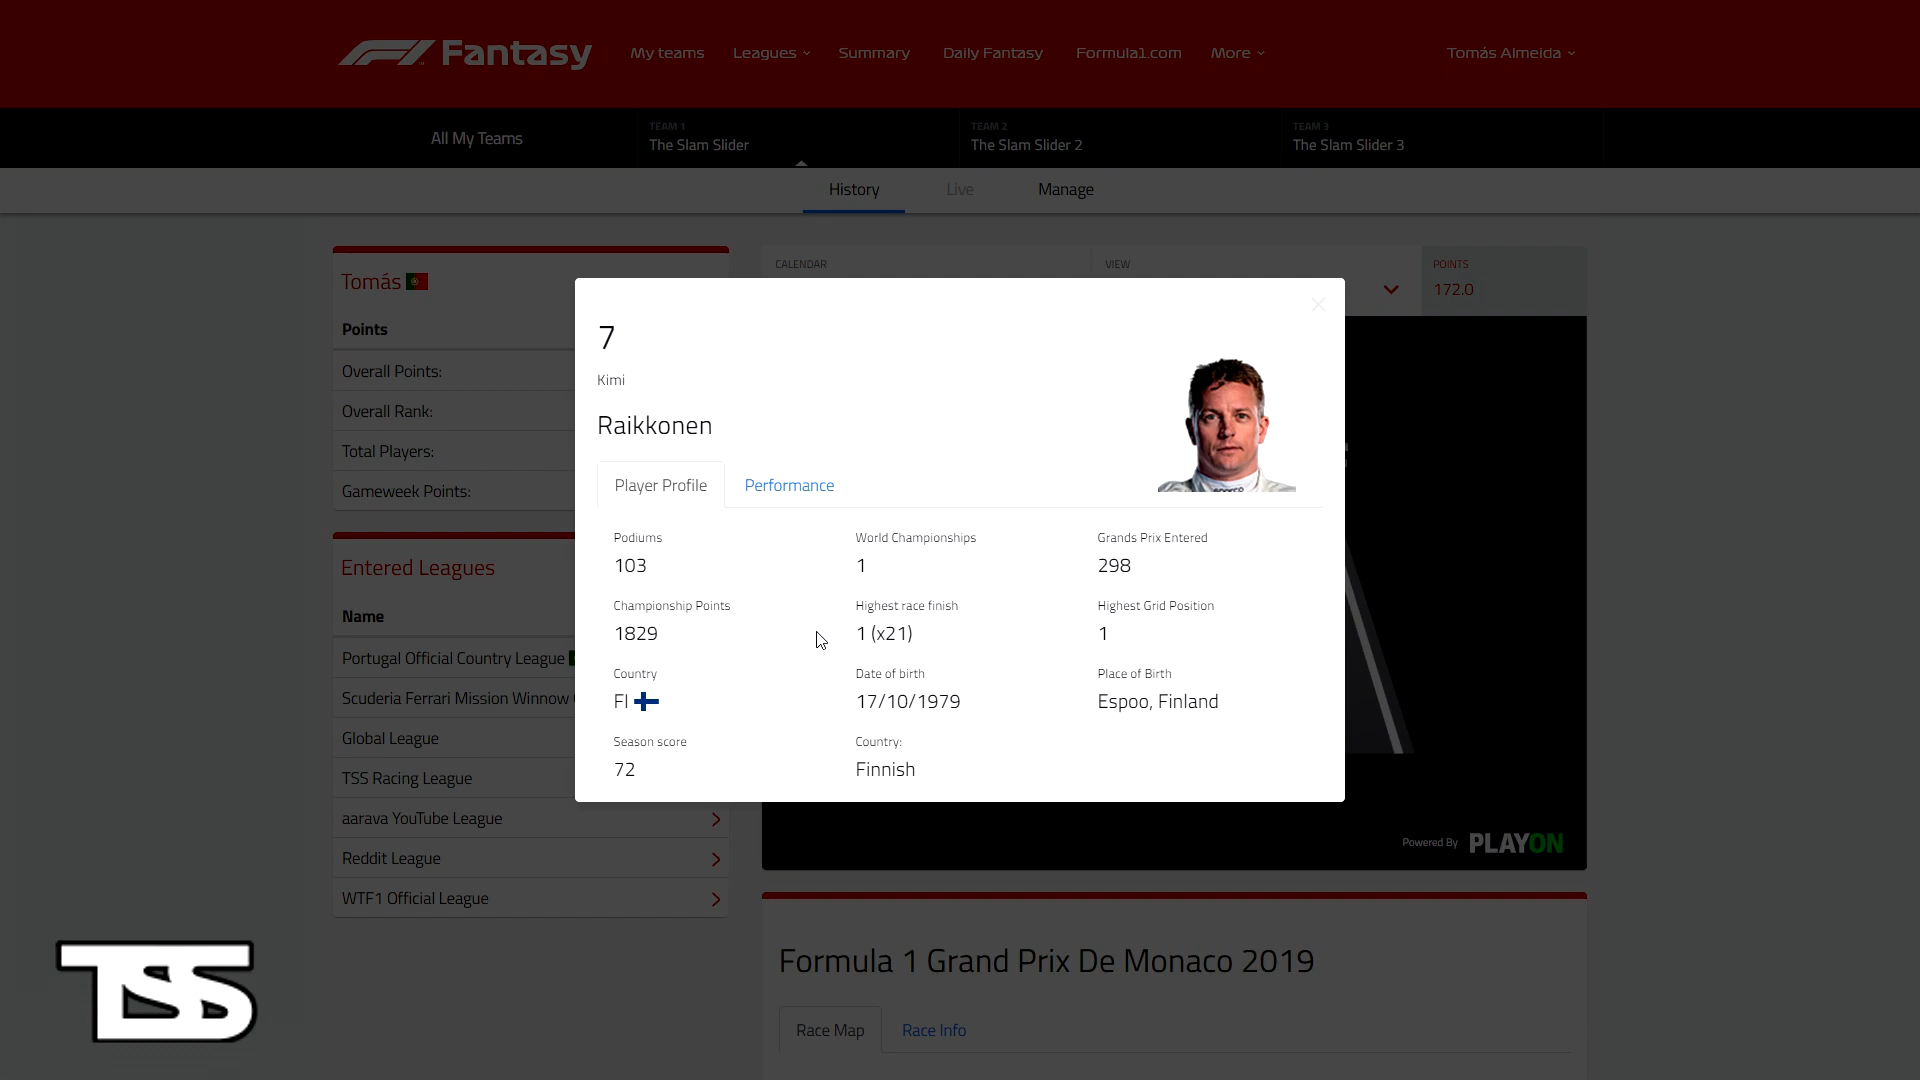 F1 Fantasy
My teams
Leagues
Summary
Daily Fantasy
Formula1.com
More
Tomás Almeida
All My Teams
TEAM 1
The Slam Slider
TEAM 2
The Slam Slider 2
TEAM 3
The Slam Slider 3
History
Live
Manage
Tomás
Points
Overall Points:
Overall Rank:
Total Players:
Gameweek Points:
Entered Leagues
Name
Portugal Official Country League
Scuderia Ferrari Mission Winnow
Global League
TSS Racing League
aarava YouTube League
Reddit League
WTF1 Official League
CALENDAR
VIEW
POINTS
172.0
7
Kimi
Raikkonen
Player Profile
Performance
Podiums
103
World Championships
1
Grands Prix Entered
298
Championship Points
1829
Highest race finish
1 (x21)
Highest Grid Position
1
Country
FI
Date of birth
17/10/1979
Place of Birth
Espoo, Finland
Season score
72
Country:
Finnish
Powered By PLAYON
Formula 1 Grand Prix De Monaco 2019
Race Map
Race Info
TSS